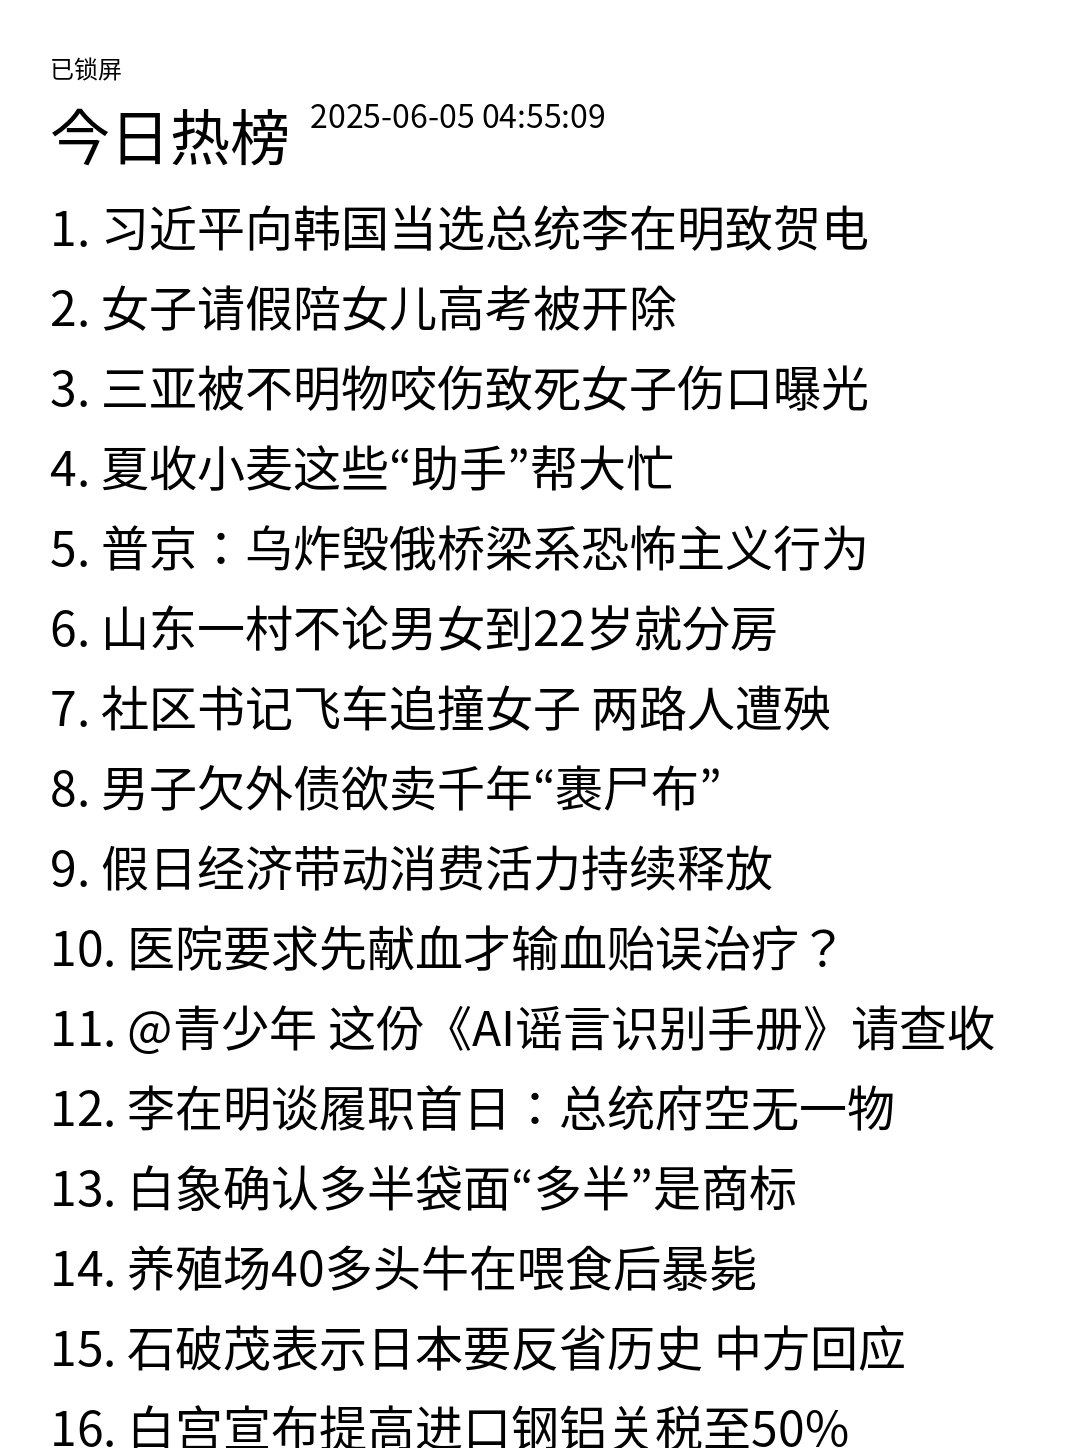 已锁屏
今日热榜 2025-06-05 04:55:09
1. 习近平向韩国当选总统李在明致贺电
2. 女子请假陪女儿高考被开除
3. 三亚被不明物咬伤致死女子伤口曝光
4. 夏收小麦这些“助手”帮大忙
5. 普京：乌炸毁俄桥梁系恐怖主义行为
6. 山东一村不论男女到22岁就分房
7. 社区书记飞车追撞女子 两路人遭殃
8. 男子欠外债欲卖千年“裹尸布”
9. 假日经济带动消费活力持续释放
10. 医院要求先献血才输血贻误治疗？
11. @青少年 这份《AI谣言识别手册》请查收
12. 李在明谈履职首日：总统府空无一物
13. 白象确认多半袋面“多半”是商标
14. 养殖场40多头牛在喂食后暴毙
15. 石破茂表示日本要反省历史 中方回应
16. 白宫宣布提高进口钢铝关税至50%